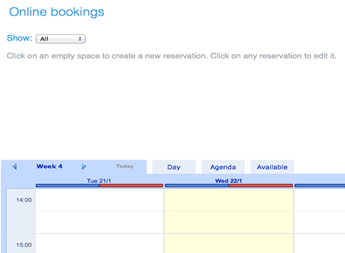 Online bookings
Show: All
Click on an empty space to create a new reservation. Click on any reservation to edit it.
Week 4 Today Day Agenda Available
Tue 21/1 Wed 22/1
14:00
15:00